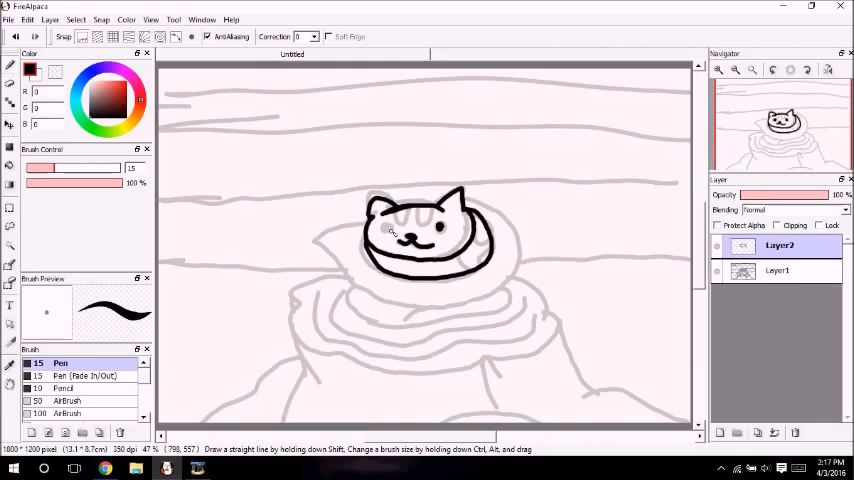 FireAlpaca
File Edit Layer Select Snap Color View Tool Window Help
Snap AntiAliasing Correction 0 Soft Edge
Color
Untitled
Navigator
R 0
G 0
B 0
Brush Control
15
100 %
Brush Preview
Brush
15 Pen
15 Pen (Fade In/Out)
10 Pencil
50 AirBrush
100 AirBrush
Layer
Opacity 100 %
Blending Normal
Protect Alpha Clipping Lock
Layer2
Layer1
1800 * 1200 pixel (13.1 * 8.7cm) 350 dpi 47 % ( 798, 557 ) Draw a straight line by holding down Shift, Change a brush size by holding down Ctrl, Alt, and drag
2:17 PM
4/3/2016